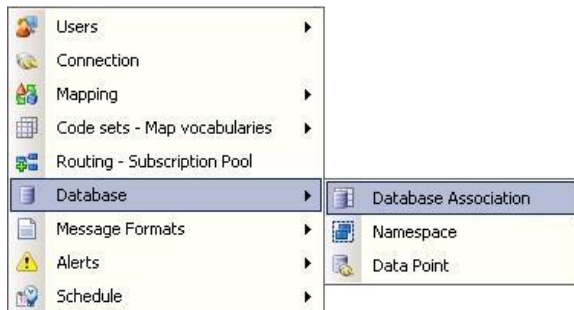 Users
Connection
Mapping
Code sets - Map vocabularies
Routing - Subscription Pool
Database
Message Formats
Alerts
Schedule
Database Association
Namespace
Data Point